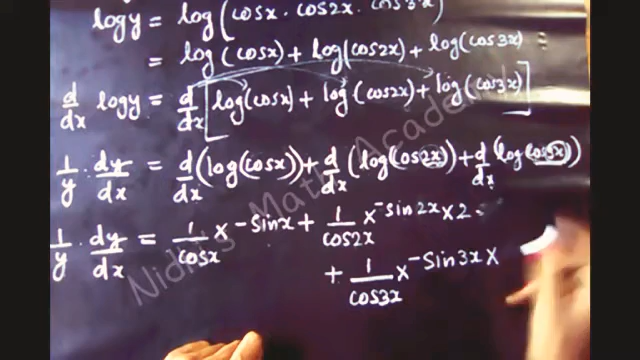 logy = log(cosx · cos2x · cos3x)
= log(cosx) + log(cos2x) + log(cos3x)
d/dx logy = d/dx [log(cosx) + log(cos2x) + log(cos3x)]
1/y · dy/dx = d/dx (log(cosx)) + d/dx (log(cos2x)) + d/dx (log(cos3x))
1/y · dy/dx = 1/cosx x -sinx + 1/cos2x x -sin2x x 2
+ 1/cos3x x -sin3x x
Nidhi's Math Academy